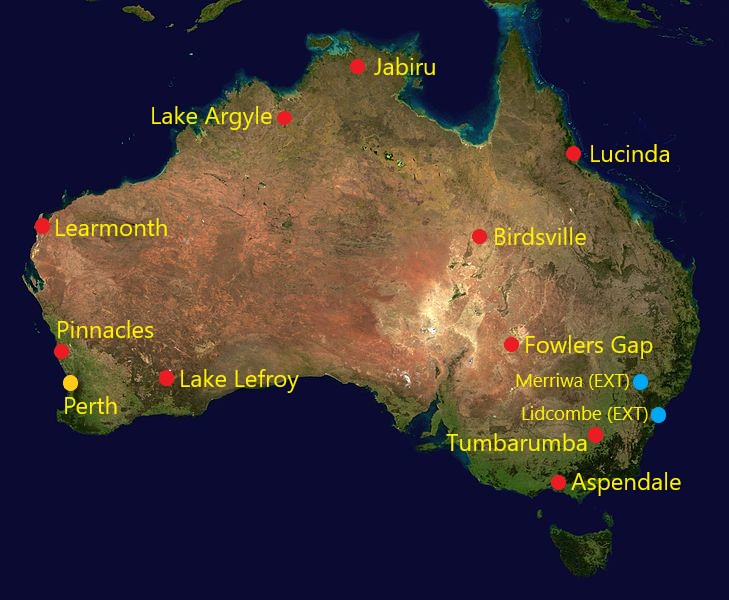 Jabiru
Lake Argyle
Lucinda
Learmonth
Birdsville
Pinnacles
Fowlers Gap
Lake Lefroy
Merriwa (EXT)
Perth
Lidcombe (EXT)
Tumbarumba
Aspendale